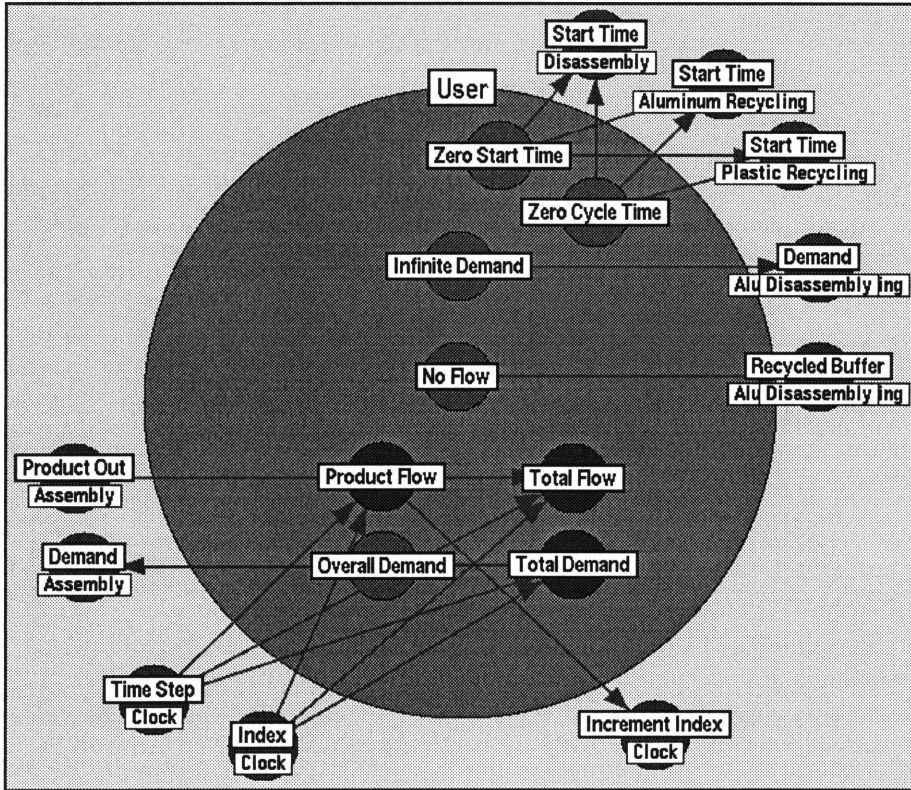 Start Time
Disassembly
Start Time
Aluminum Recycling
User
Start Time
Plastic Recycling
Zero Start Time
Zero Cycle Time
Infinite Demand
Demand
Alu Disassembly ing
No Flow
Recycled Buffer
Alu Disassembly ing
Product Out
Assembly
Product Flow
Total Flow
Demand
Assembly
Overall Demand
Total Demand
Time Step
Clock
Index
Clock
Increment Index
Clock